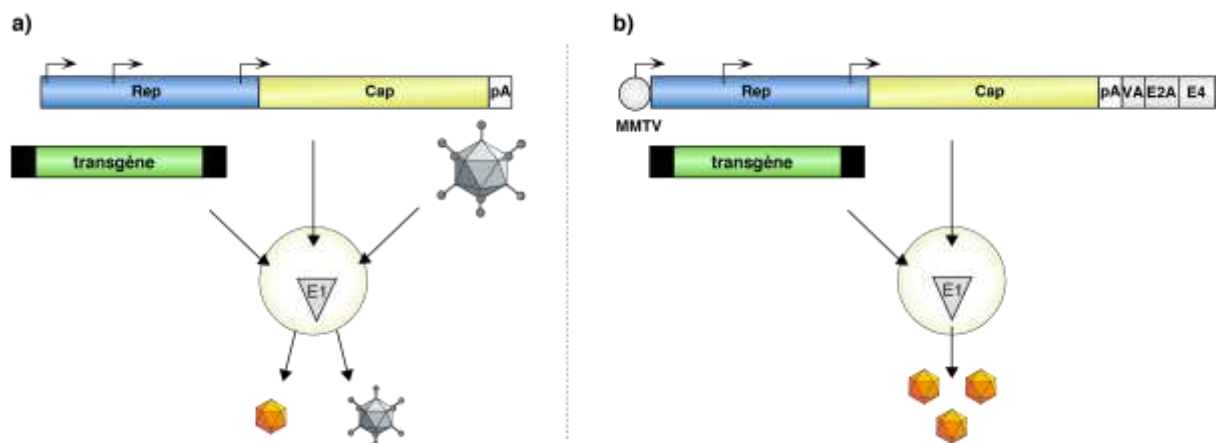 a)
Rep
Cap
pA
transgène
E1
b)
Rep
Cap
pA
VA
E2A
E4
MMTV
transgène
E1